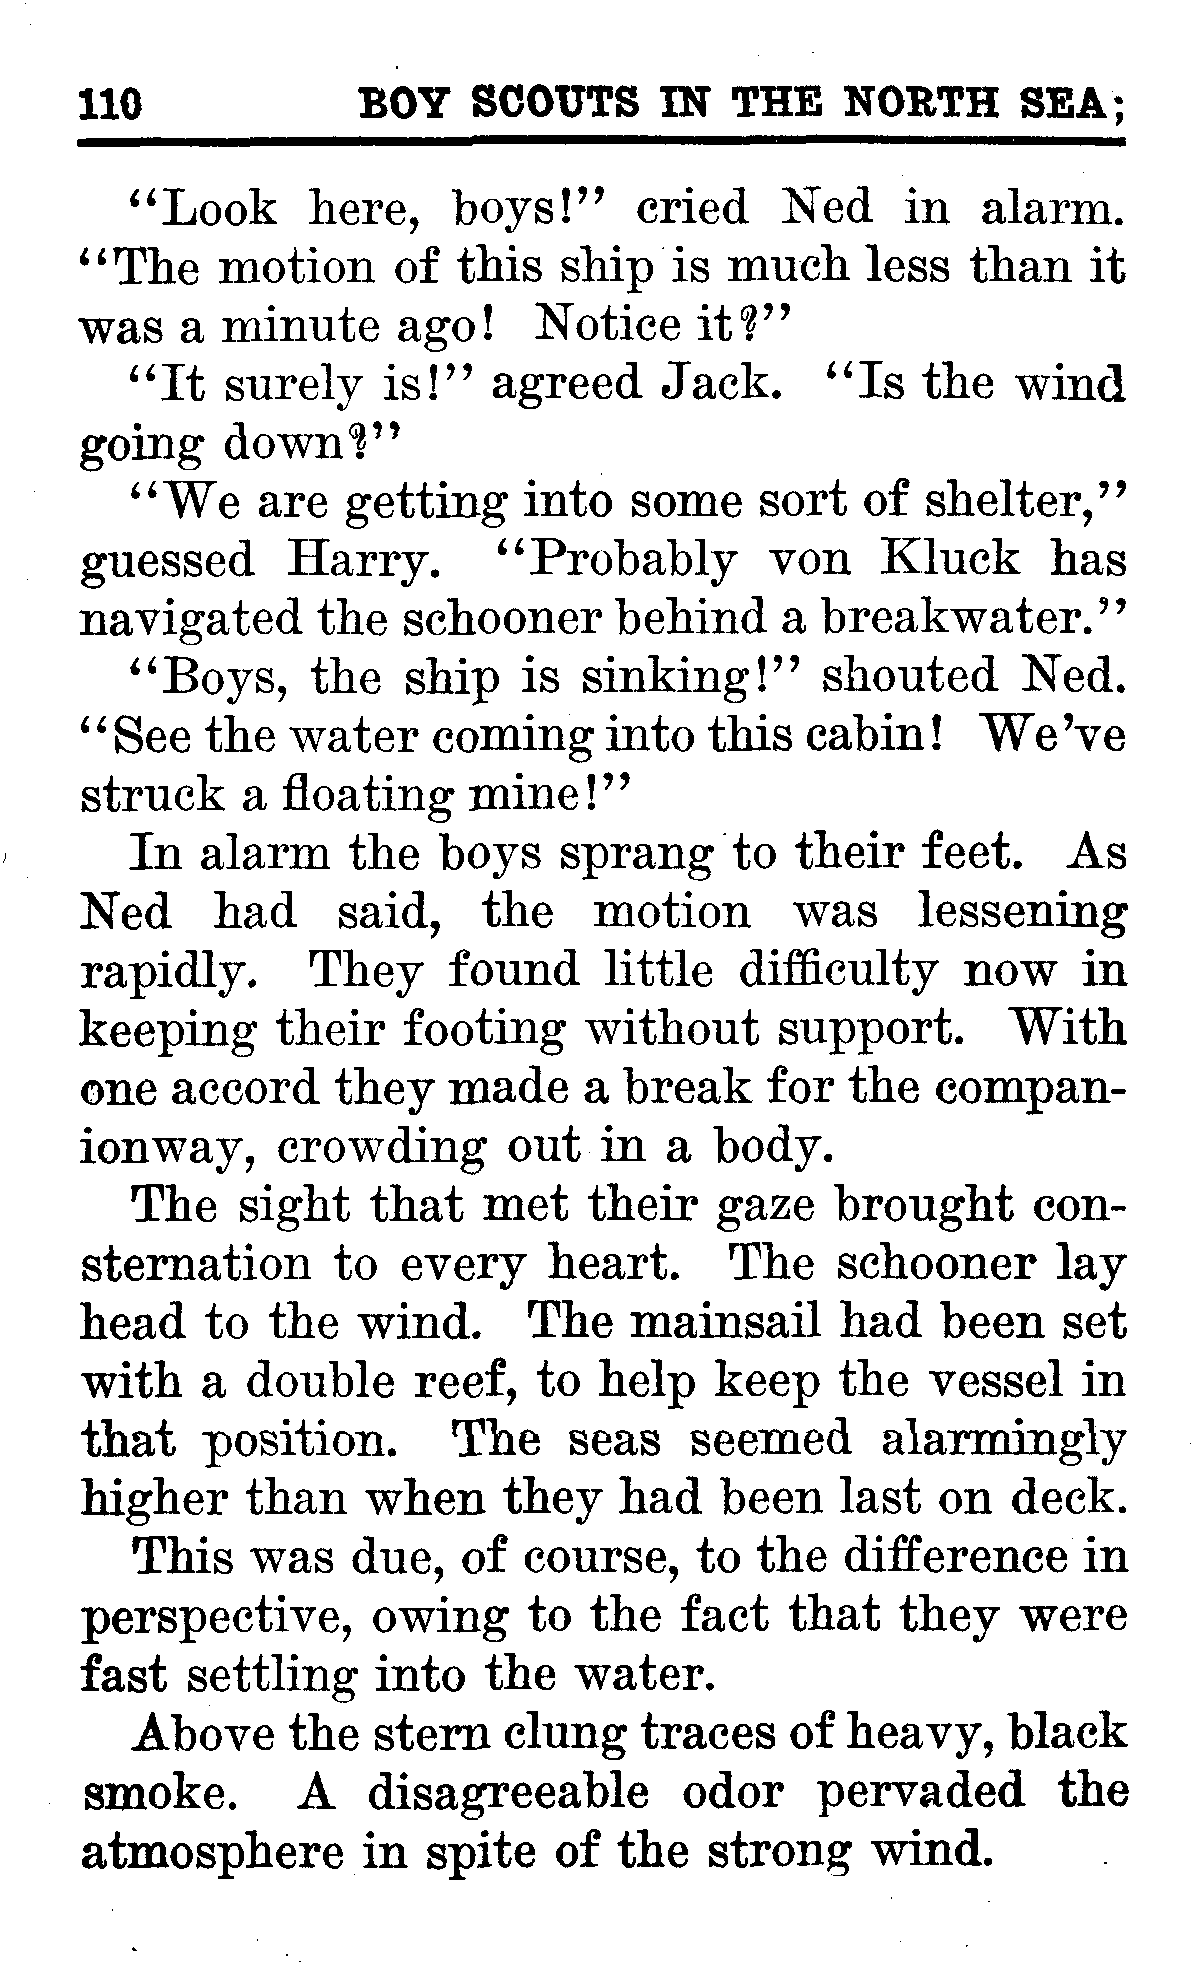 110 BOY SCOUTS IN THE NORTH SEA;
"Look here, boys!" cried Ned in alarm.
"The motion of this ship is much less than it
was a minute ago! Notice it?"
"It surely is!" agreed Jack. "Is the wind
going down?"
"We are getting into some sort of shelter,"
guessed Harry. "Probably von Kluck has
navigated the schooner behind a breakwater."
"Boys, the ship is sinking!" shouted Ned.
"See the water coming into this cabin! We've
struck a floating mine!"
In alarm the boys sprang to their feet. As
Ned had said, the motion was lessening
rapidly. They found little difficulty now in
keeping their footing without support. With
one accord they made a break for the compan-
ionway, crowding out in a body.
The sight that met their gaze brought con-
sternation to every heart. The schooner lay
head to the wind. The mainsail had been set
with a double reef, to help keep the vessel in
that position. The seas seemed alarmingly
higher than when they had been last on deck.
This was due, of course, to the difference in
perspective, owing to the fact that they were
fast settling into the water.
Above the stern clung traces of heavy, black
smoke. A disagreeable odor pervaded the
atmosphere in spite of the strong wind.